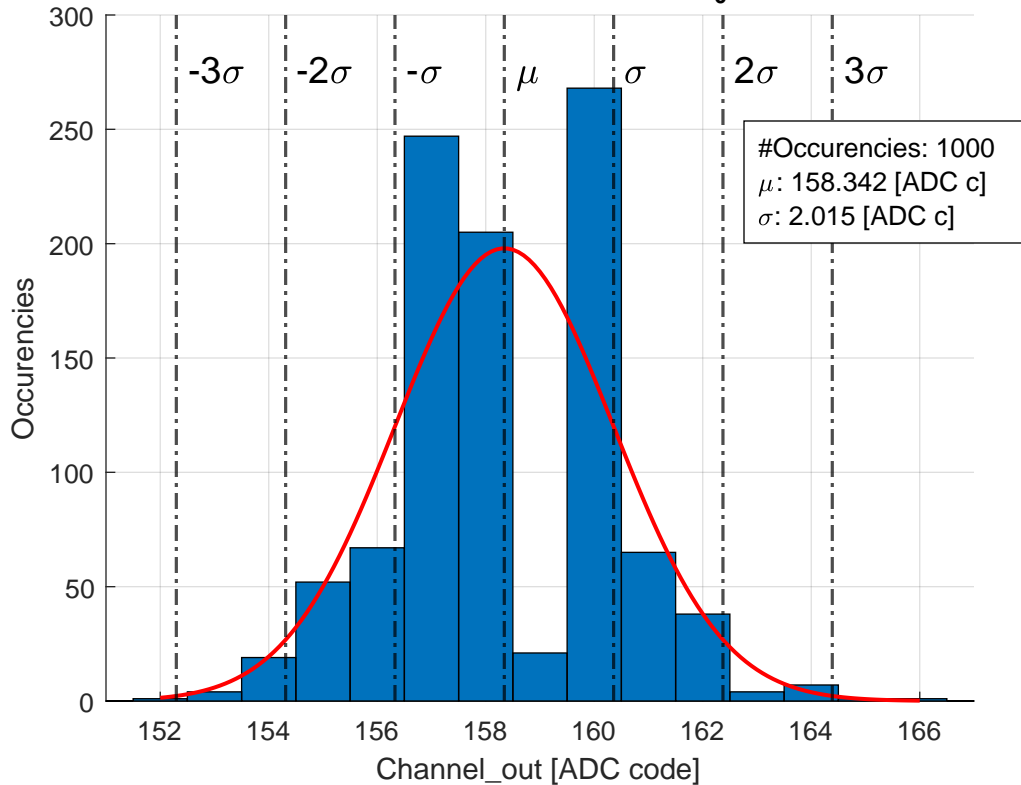 300
250
200
150
100
50
0
Occurencies
-3σ
-2σ
-σ
μ
σ
2σ
3σ
#Occurencies: 1000
μ: 158.342 [ADC c]
σ: 2.015 [ADC c]
152
154
156
158
160
162
164
166
Channel_out [ADC code]